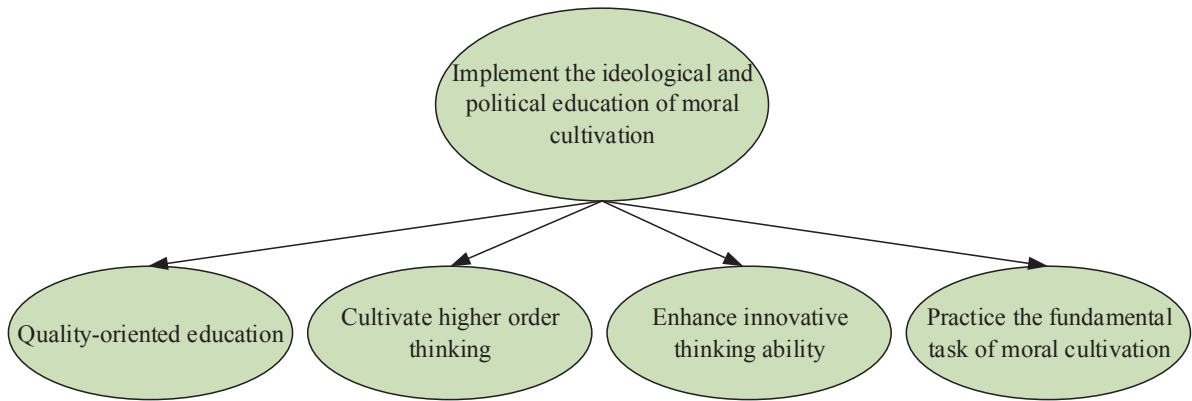 Implement the ideological and
political education of moral
cultivation
Quality-oriented education
Cultivate higher order
thinking
Enhance innovative
thinking ability
Practice the fundamental
task of moral cultivation